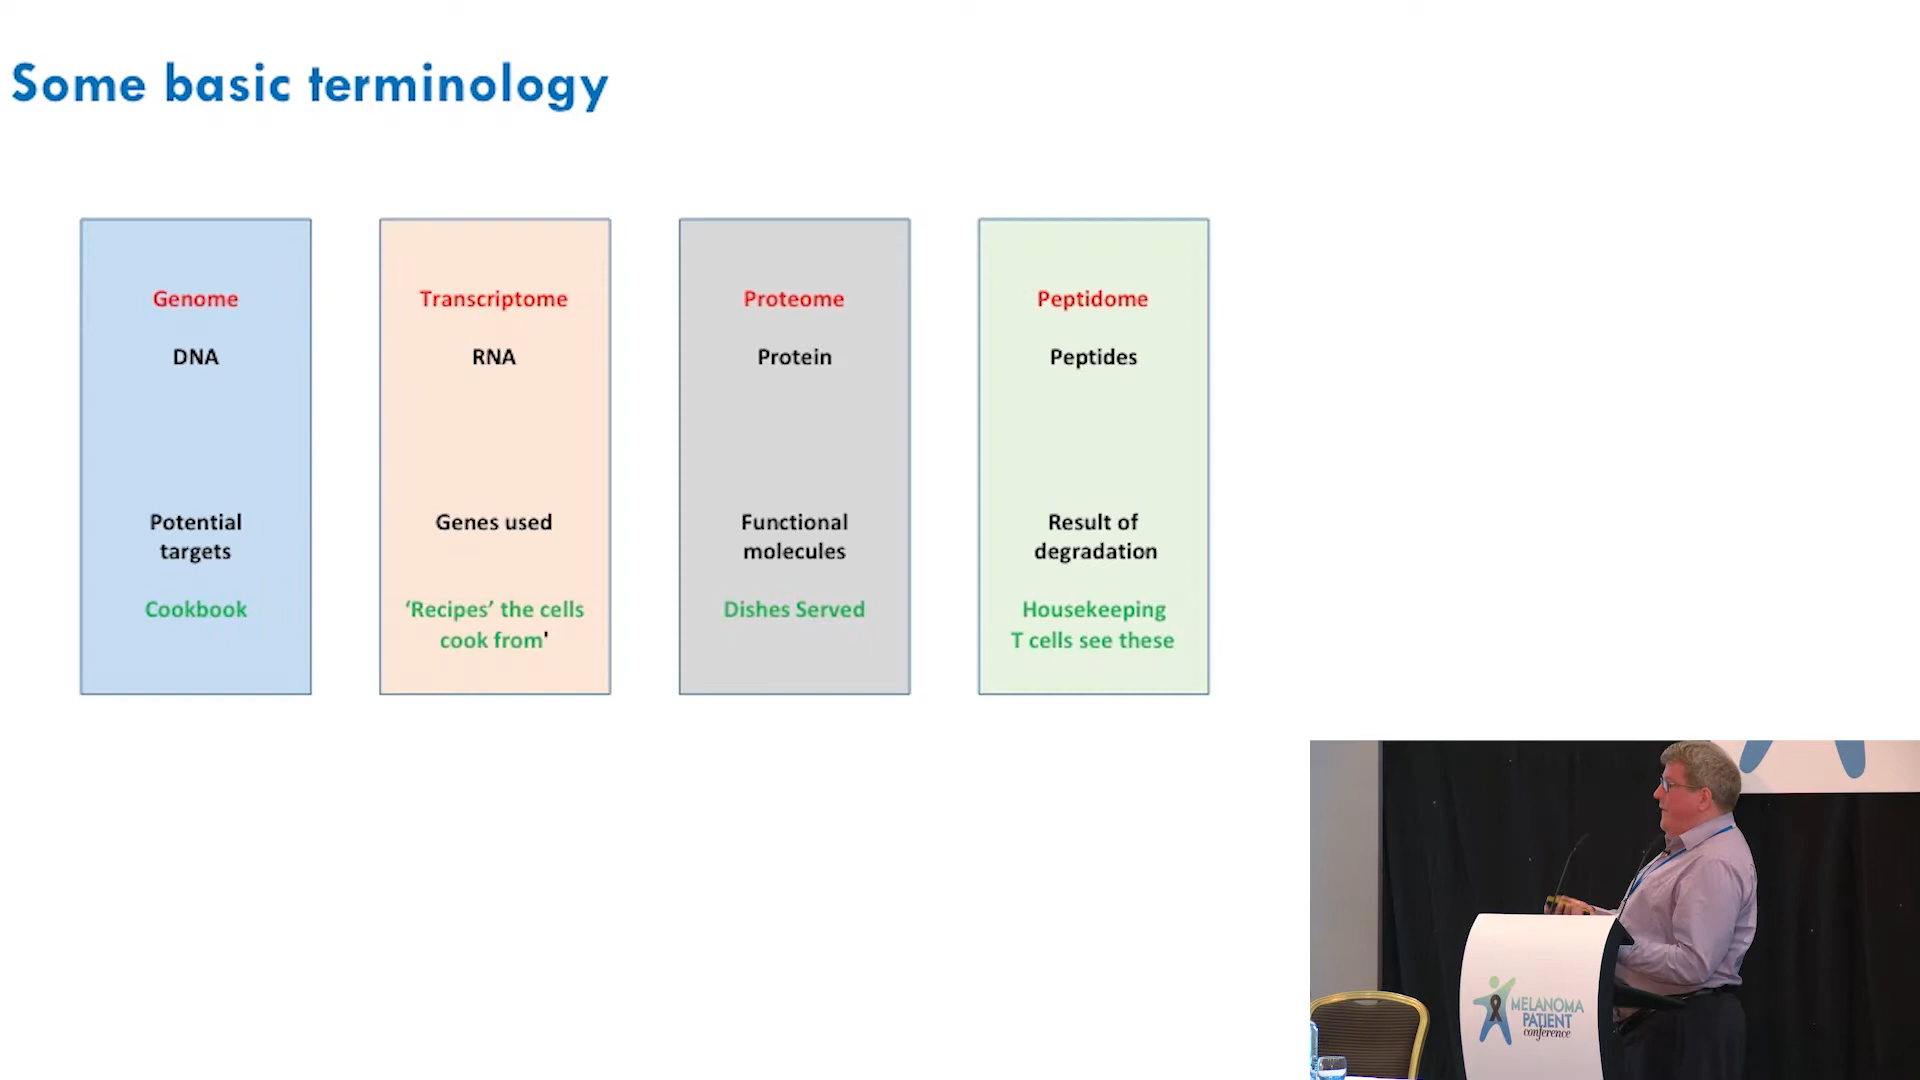 Some basic terminology
Genome
DNA
Potential
targets
Cookbook
Transcriptome
RNA
Genes used
‘Recipes’ the cells
cook from'
Proteome
Protein
Functional
molecules
Dishes Served
Peptidome
Peptides
Result of
degradation
Housekeeping
T cells see these
MELANOMA
PATIENT
conference